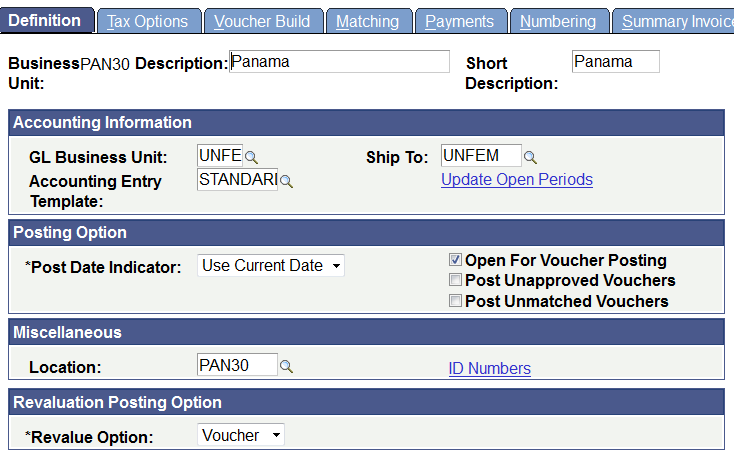 Definition Tax Options Voucher Build Matching Payments Numbering Summary Invoice
Business PAN30 Description: Panama Short Panama
Unit: Description:
Accounting Information
GL Business Unit: UNFE Ship To: UNFEM
Accounting Entry STANDARI Update Open Periods
Template:
Posting Option
*Post Date Indicator: Use Current Date Open For Voucher Posting
Post Unapproved Vouchers
Post Unmatched Vouchers
Miscellaneous
Location: PAN30 ID Numbers
Revaluation Posting Option
*Revalue Option: Voucher